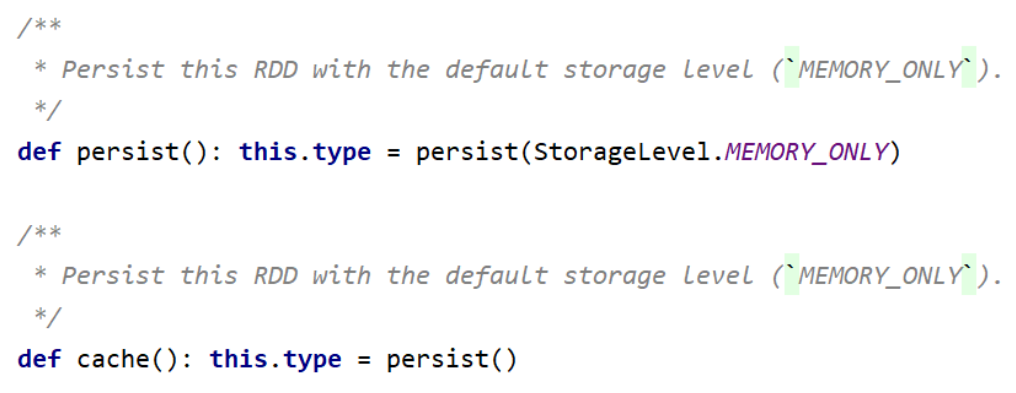 /**
 * Persist this RDD with the default storage level (`MEMORY_ONLY`).
 */
def persist(): this.type = persist(StorageLevel.MEMORY_ONLY)
/**
 * Persist this RDD with the default storage level (`MEMORY_ONLY`).
 */
def cache(): this.type = persist()